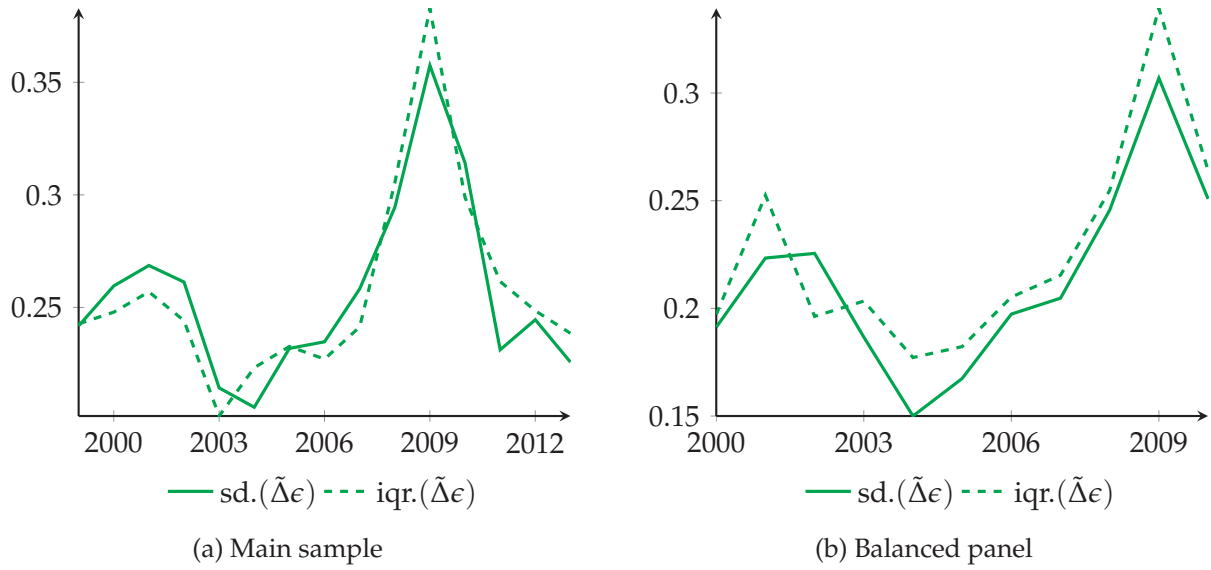 0.35
0.3
0.25
2000 2003 2006 2009 2012
sd.(Δ̃ϵ) iqr.(Δ̃ϵ)
(a) Main sample
0.3
0.25
0.2
0.15
2000 2003 2006 2009
sd.(Δ̃ϵ) iqr.(Δ̃ϵ)
(b) Balanced panel